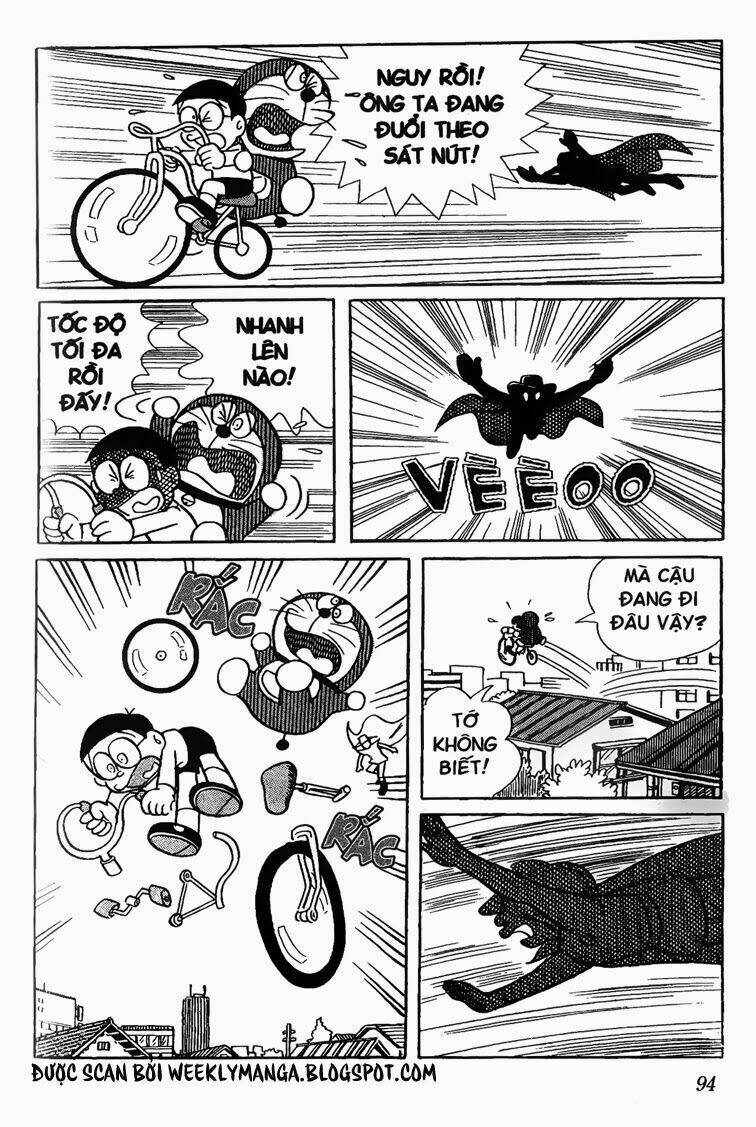 NGUY RỒI!
ÔNG TA ĐANG
ĐUỔI THEO
SÁT NÚT!
TỐC ĐỘ
TỐI ĐA
RỒI
ĐẤY!
NHANH
LÊN
NÀO!
VÈÈOO
RẮC
RẮC
MÀ CẬU
ĐANG ĐI
ĐÂU VẬY?
TỚ
KHÔNG
BIẾT!
ĐƯỢC SCAN BỞI WEEKLYMANGA.BLOGSPOT.COM
94